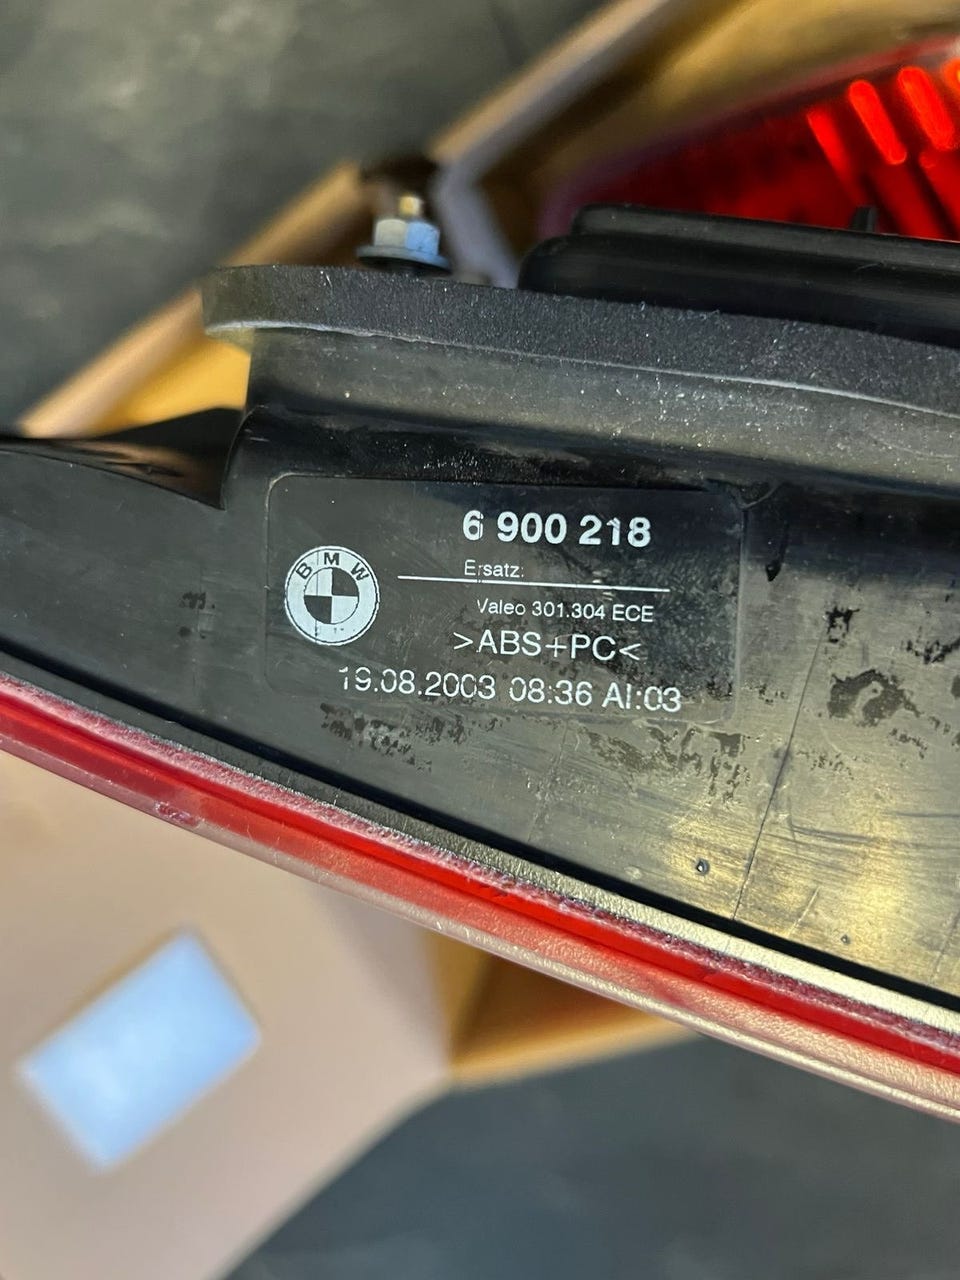 6 900 218
BMW
Ersatz:
Valeo 301.304 ECE
>ABS+PC<
19.08.2003 08:36 AI:03